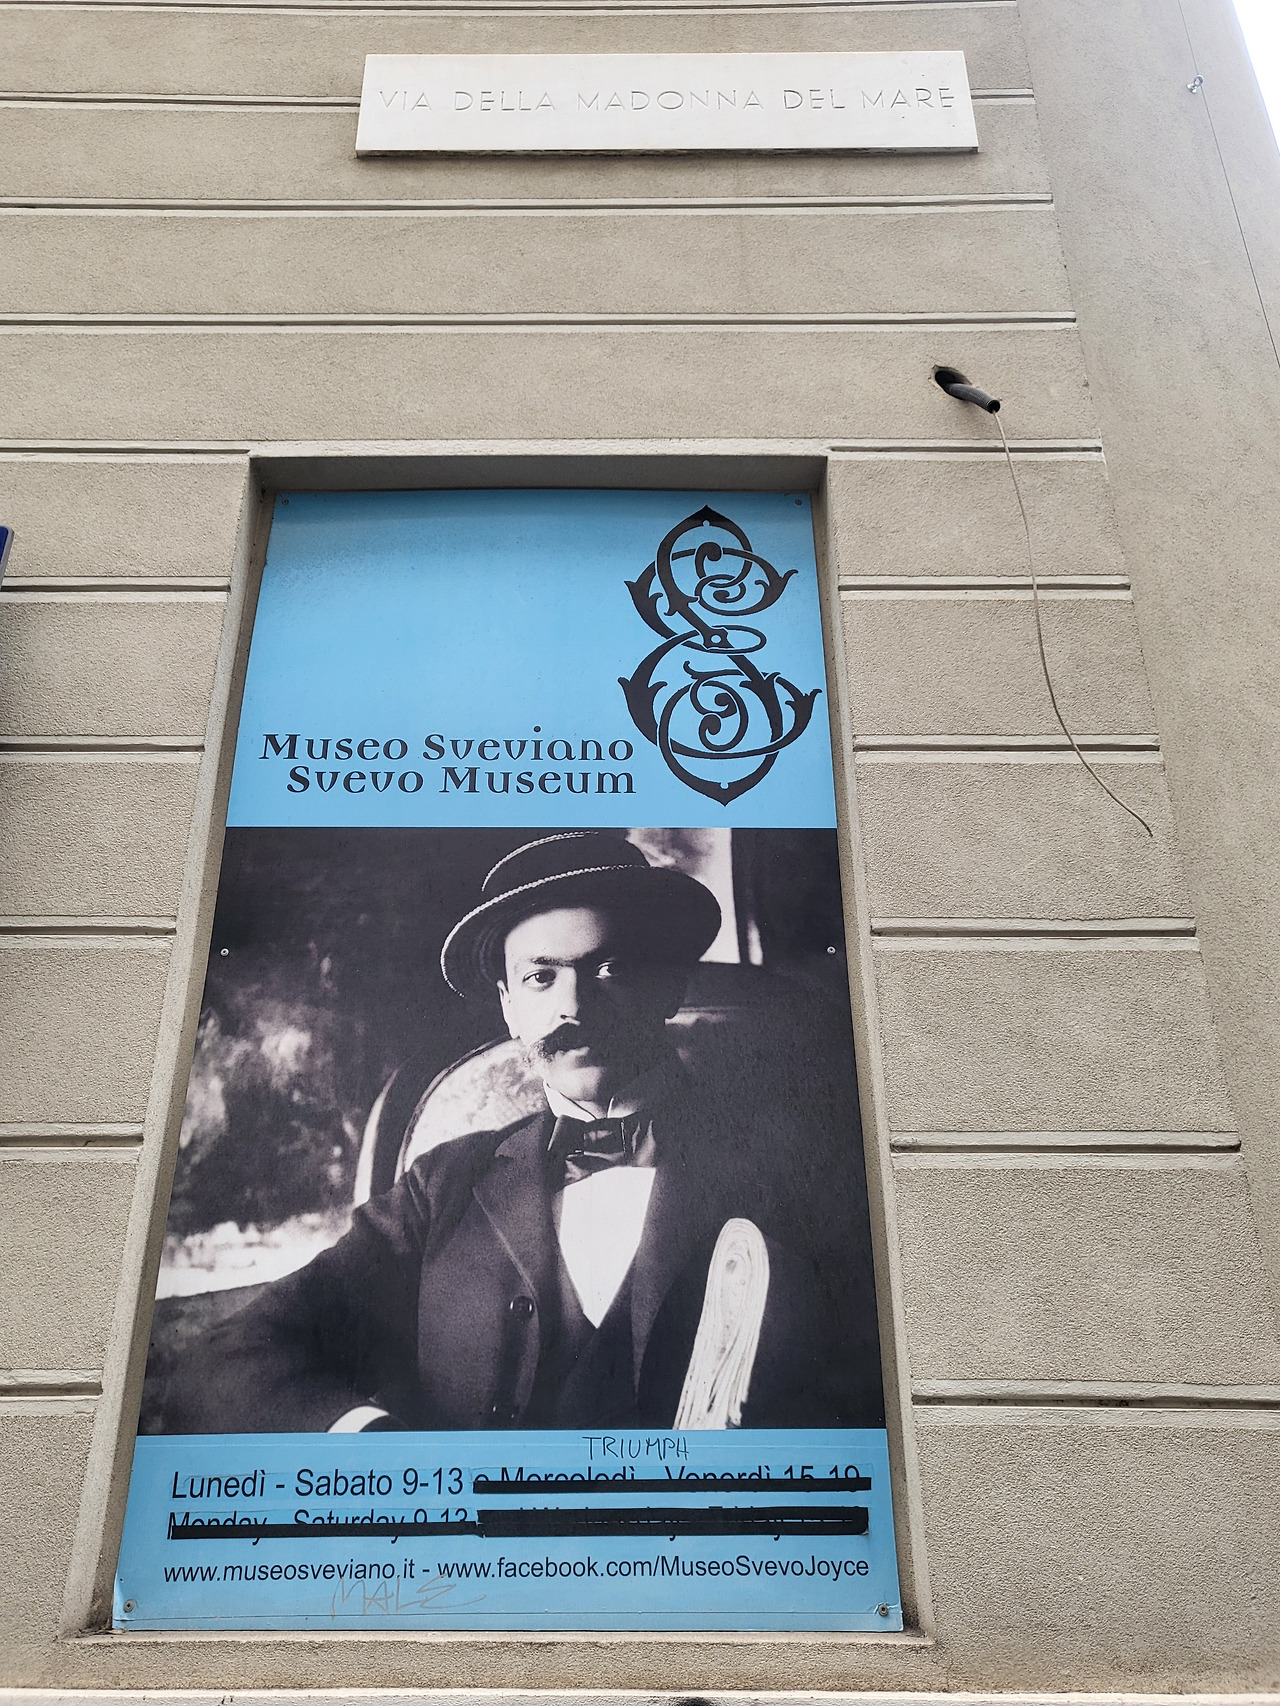 VIA DELLA MADONNA DEL MARE
Museo Sveviano
Svevo Museum
TRIUMPH
Lunedì - Sabato 9-13 e Mercoledì - Venerdì 15-19
Monday - Saturday 9-13
www.museosveviano.it - www.facebook.com/MuseoSvevoJoyce
MALE